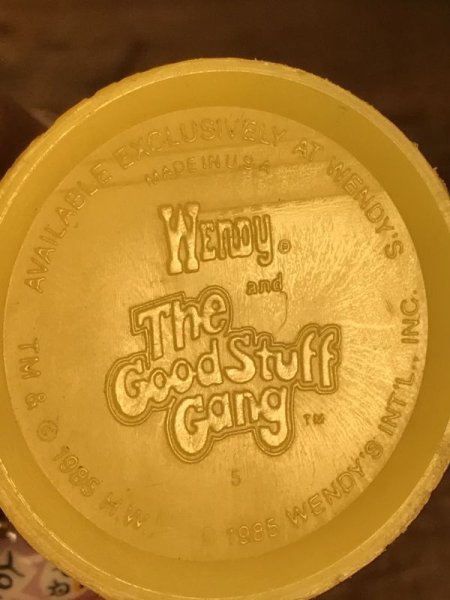 AVAILABLE EXCLUSIVELY AT WENDY'S
MADE IN U.S.A
Wendy ®
and
The
Good Stuff
Gang ™
5
TM & © 1985 H.W.
© 1985 WENDY'S INT'L., INC.